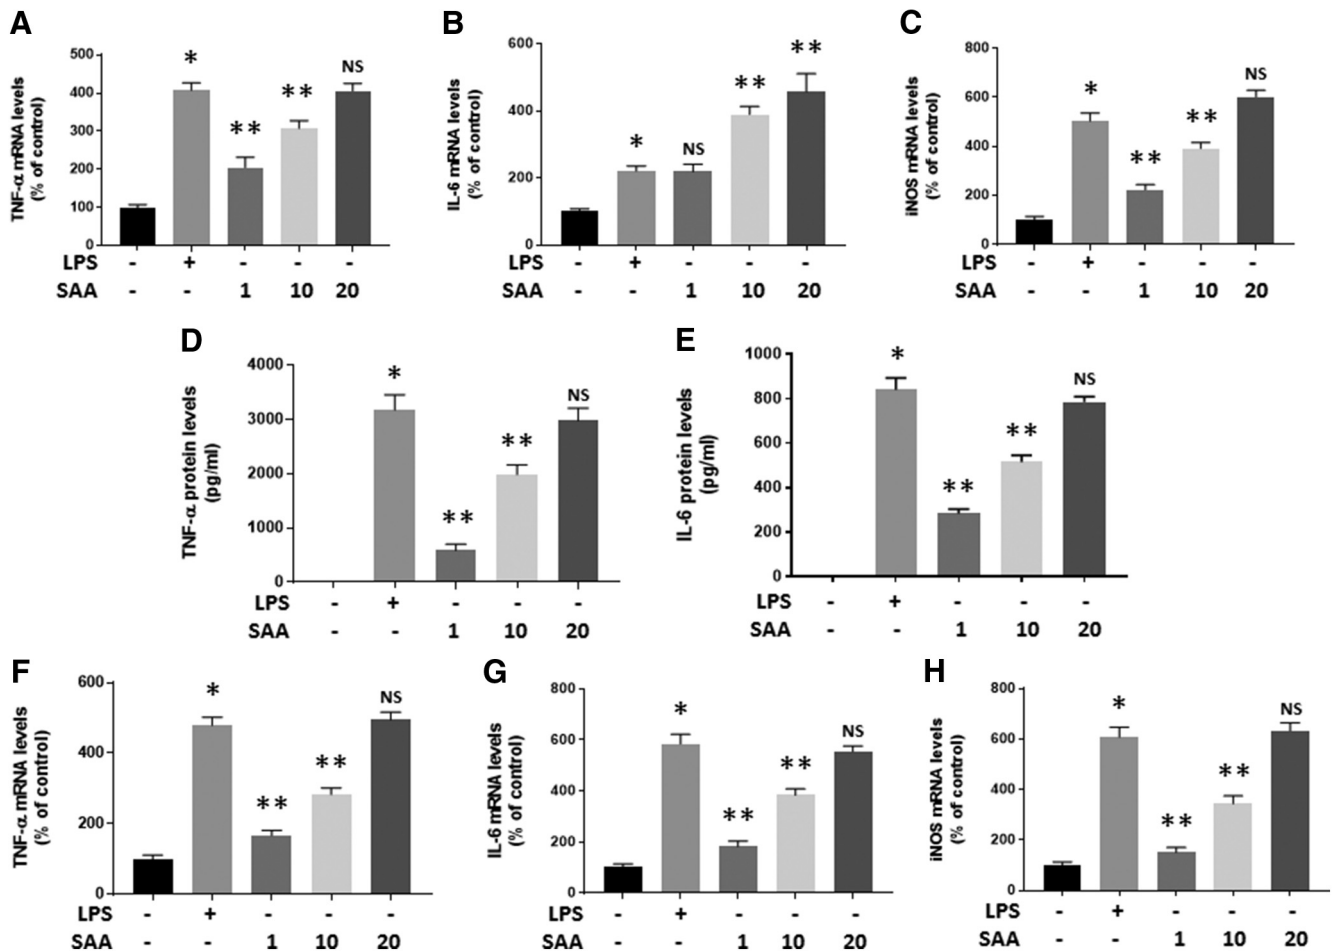 A
TNF-α mRNA levels
(% of control)
500
400
300
200
100
0
*
**
**
NS
LPS - + - - -
SAA - - 1 10 20
B
IL-6 mRNA levels
(% of control)
600
400
200
0
*
NS
**
**
LPS - + - - -
SAA - - 1 10 20
C
iNOS mRNA levels
(% of control)
800
600
400
200
0
*
**
**
NS
LPS - + - - -
SAA - - 1 10 20
D
TNF-α protein levels
(pg/ml)
4000
3000
2000
1000
0
*
**
**
NS
LPS - + - - -
SAA - - 1 10 20
E
IL-6 protein levels
(pg/ml)
1000
800
600
400
200
0
*
**
**
NS
LPS - + - - -
SAA - - 1 10 20
F
TNF-α mRNA levels
(% of control)
600
400
200
0
*
**
**
NS
LPS - + - - -
SAA - - 1 10 20
G
IL-6 mRNA levels
(% of control)
800
600
400
200
0
*
**
**
NS
LPS - + - - -
SAA - - 1 10 20
H
iNOS mRNA levels
(% of control)
800
600
400
200
0
*
**
**
NS
LPS - + - - -
SAA - - 1 10 20